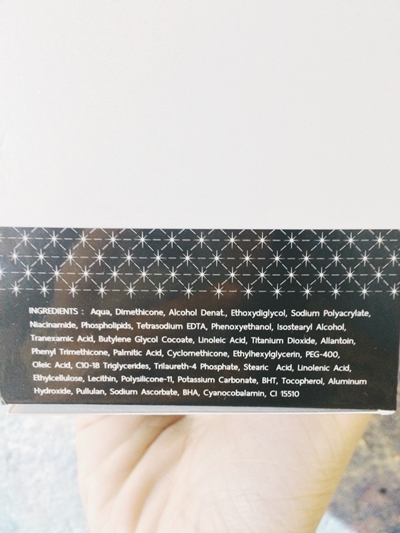 INGREDIENTS : Aqua, Dimethicone, Alcohol Denat., Ethoxydiglycol, Sodium Polyacrylate,
Niacinamide, Phospholipids, Tetrasodium EDTA, Phenoxyethanol, Isostearyl Alcohol,
Tranexamic Acid, Butylene Glycol Cocoate, Linoleic Acid, Titanium Dioxide, Allantoin,
Phenyl Trimethicone, Palmitic Acid, Cyclomethicone, Ethylhexylglycerin, PEG-400,
Oleic Acid, C10-18 Triglycerides, Trilaureth-4 Phosphate, Stearic Acid, Linolenic Acid,
Ethylcellulose, Lecithin, Polysilicone-11, Potassium Carbonate, BHT, Tocopherol, Aluminum
Hydroxide, Pullulan, Sodium Ascorbate, BHA, Cyanocobalamin, CI 15510